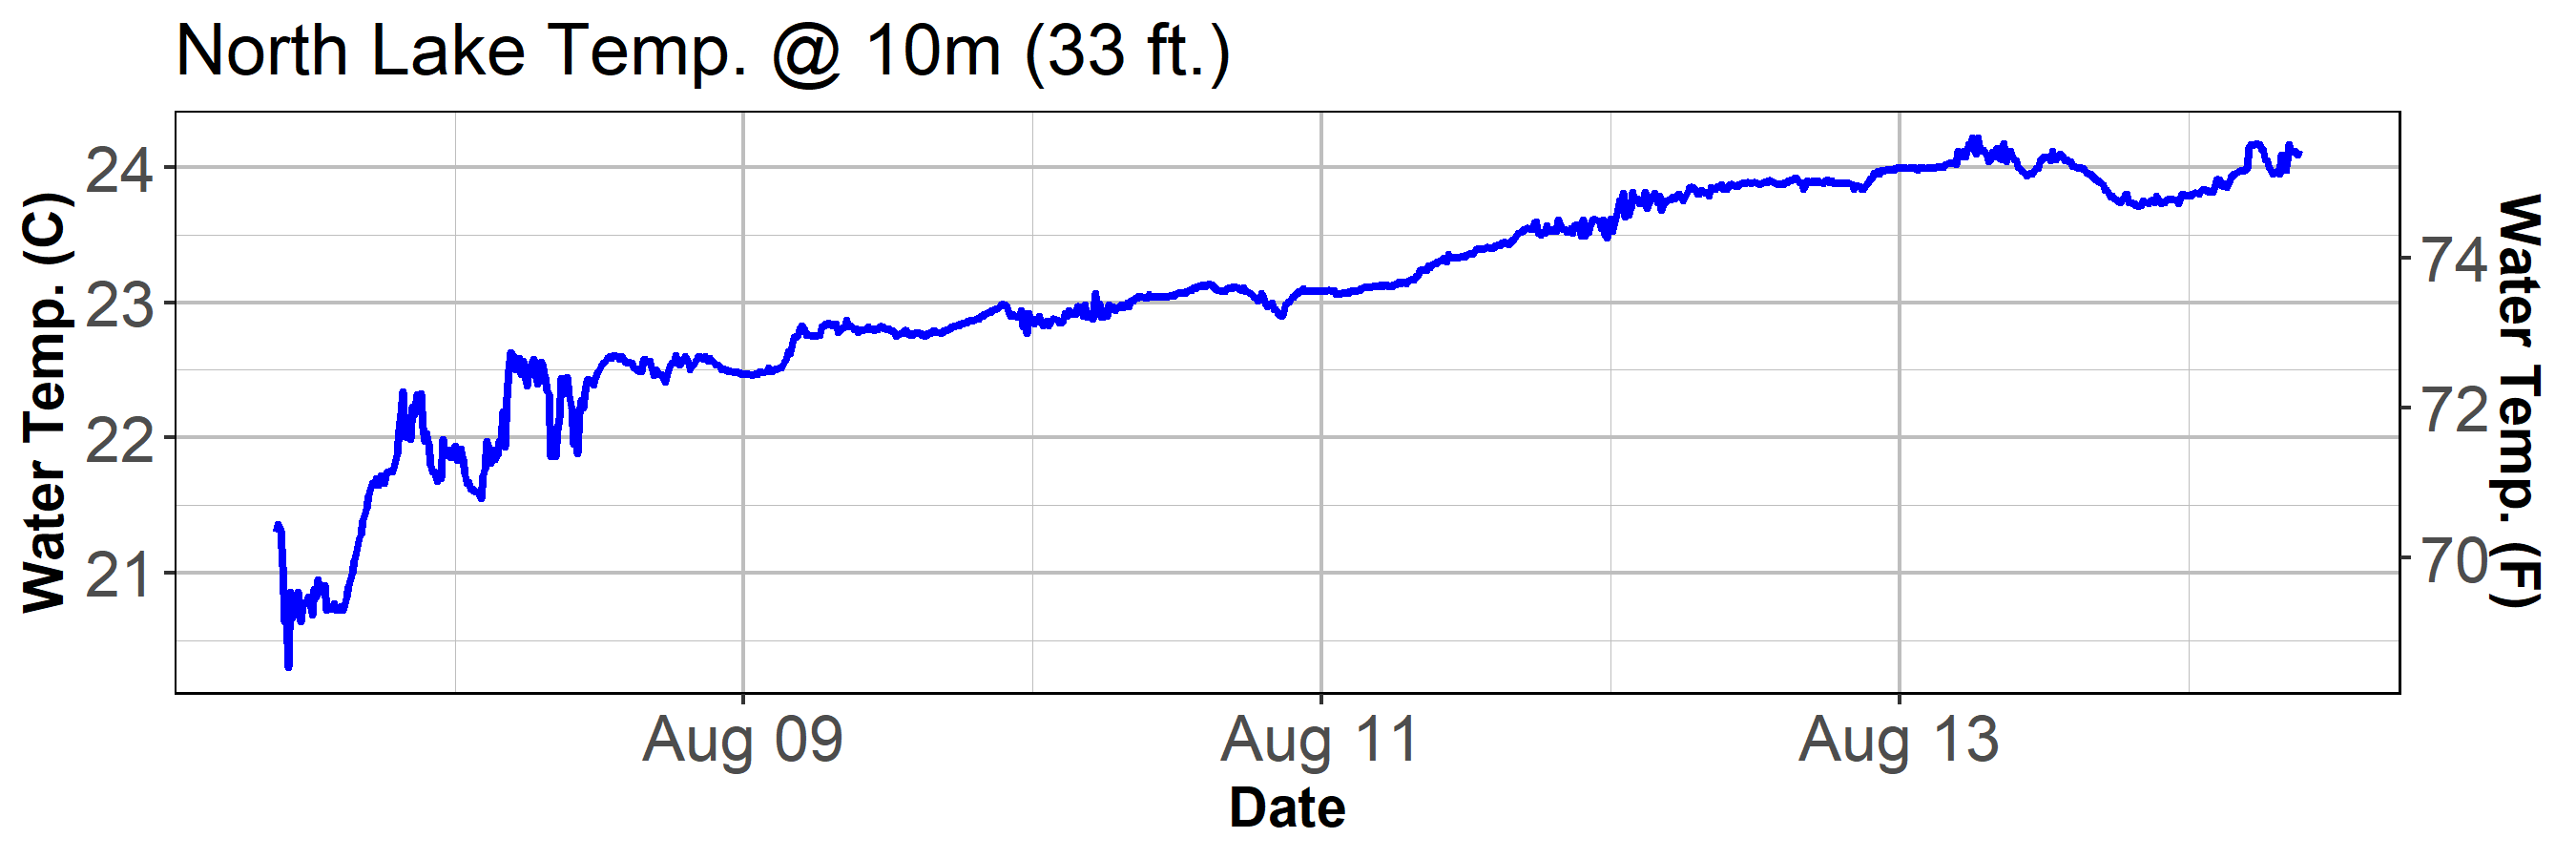 North Lake Temp. @ 10m (33 ft.)
Water Temp. (C)
24
23
22
21
74
72
70
Water Temp. (F)
Aug 09 Aug 11 Aug 13
Date